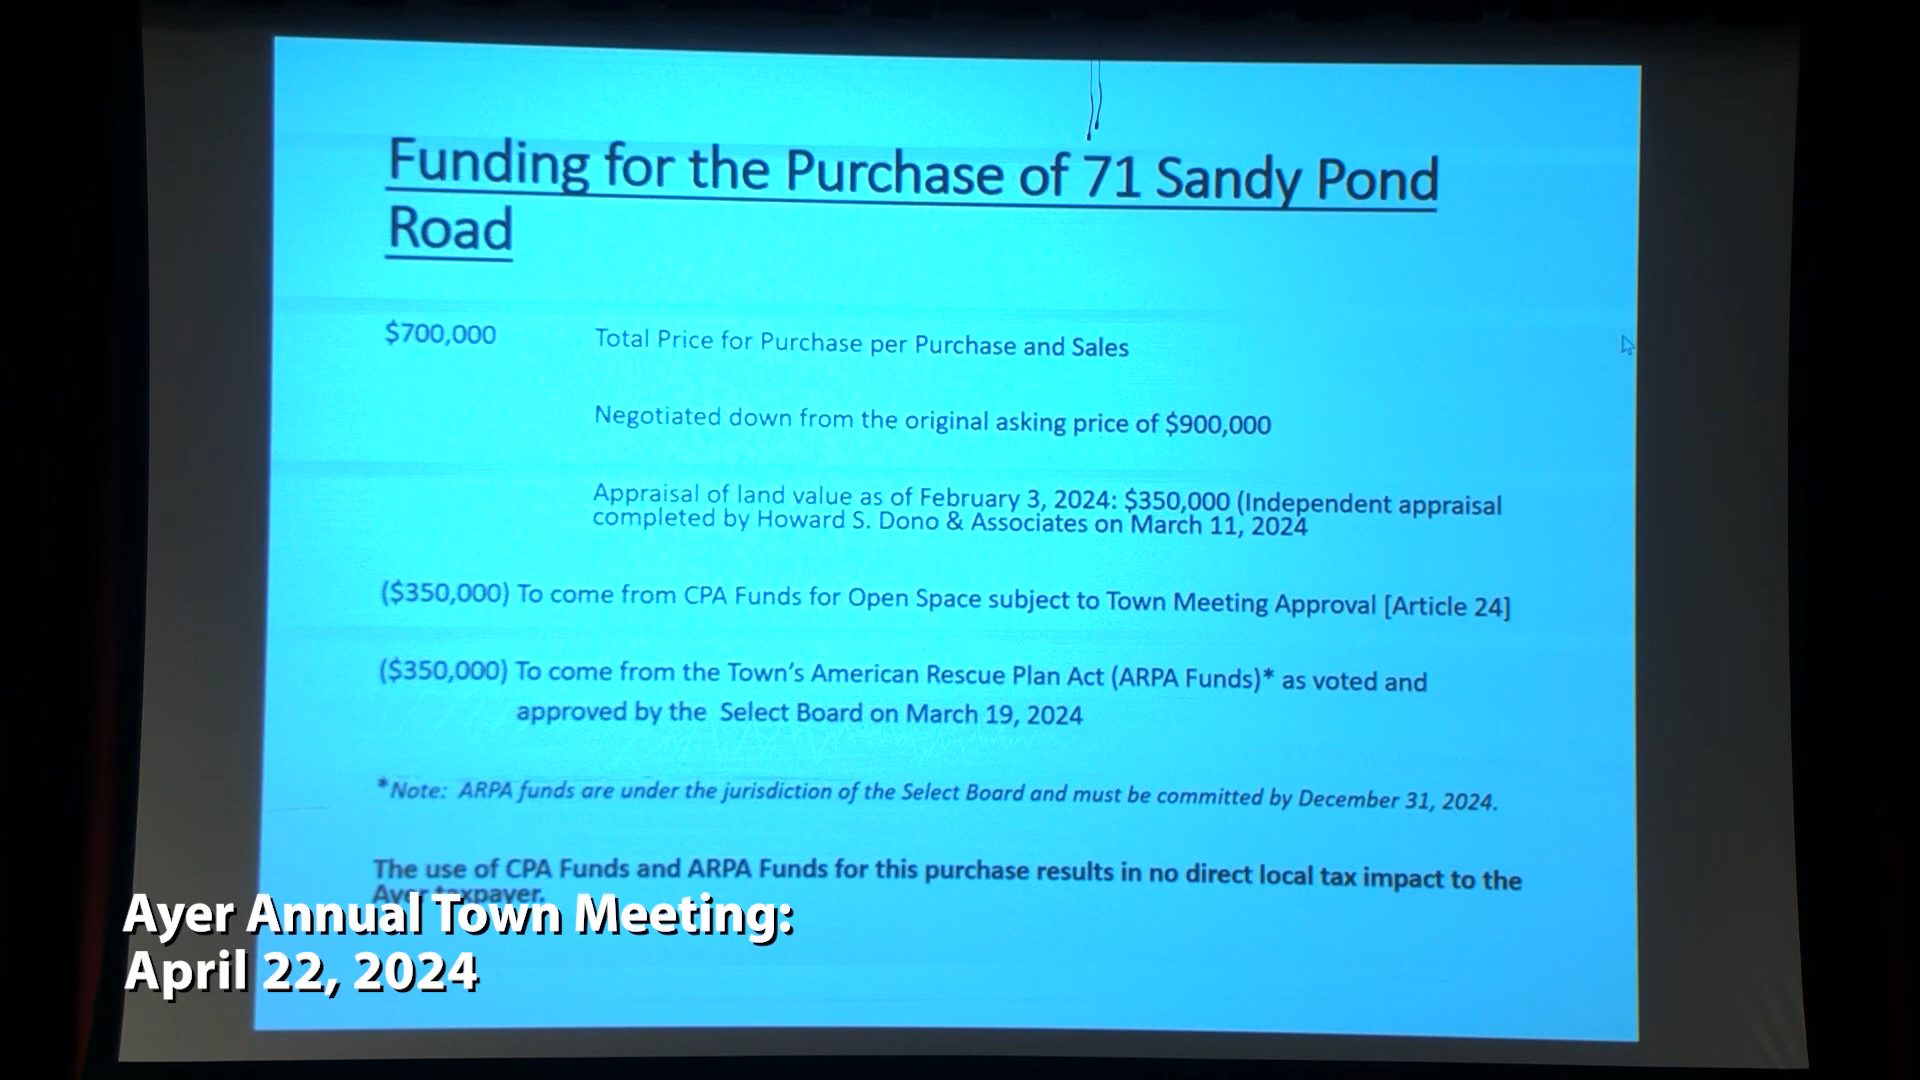 Funding for the Purchase of 71 Sandy Pond
Road
$700,000 Total Price for Purchase per Purchase and Sales
Negotiated down from the original asking price of $900,000
Appraisal of land value as of February 3, 2024: $350,000 (Independent appraisal
completed by Howard S. Dono & Associates on March 11, 2024
($350,000) To come from CPA Funds for Open Space subject to Town Meeting Approval [Article 24]
($350,000) To come from the Town's American Rescue Plan Act (ARPA Funds)* as voted and
approved by the Select Board on March 19, 2024
*Note: ARPA funds are under the jurisdiction of the Select Board and must be committed by December 31, 2024.
The use of CPA Funds and ARPA Funds for this purchase results in no direct local tax impact to the
Ayer taxpayer.
Ayer Annual Town Meeting:
April 22, 2024